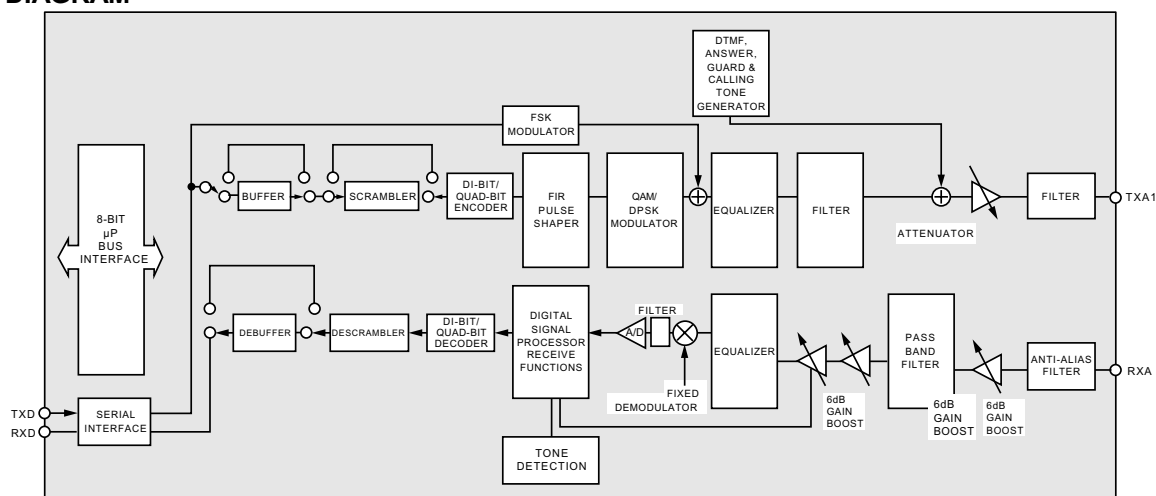 DIAGRAM
DTMF,
ANSWER,
GUARD &
CALLING
TONE
GENERATOR
FSK
MODULATOR
8-BIT
µP
BUS
INTERFACE
BUFFER
SCRAMBLER
DI-BIT/
QUAD-BIT
ENCODER
FIR
PULSE
SHAPER
QAM/
DPSK
MODULATOR
EQUALIZER
FILTER
ATTENUATOR
FILTER
TXA1
DEBUFFER
DESCRAMBLER
DI-BIT/
QUAD-BIT
DECODER
DIGITAL
SIGNAL
PROCESSOR
RECEIVE
FUNCTIONS
FILTER
A/D
FIXED
DEMODULATOR
EQUALIZER
6dB
GAIN
BOOST
PASS
BAND
FILTER
6dB
GAIN
BOOST
6dB
GAIN
BOOST
ANTI-ALIAS
FILTER
RXA
TXD
RXD
SERIAL
INTERFACE
TONE
DETECTION